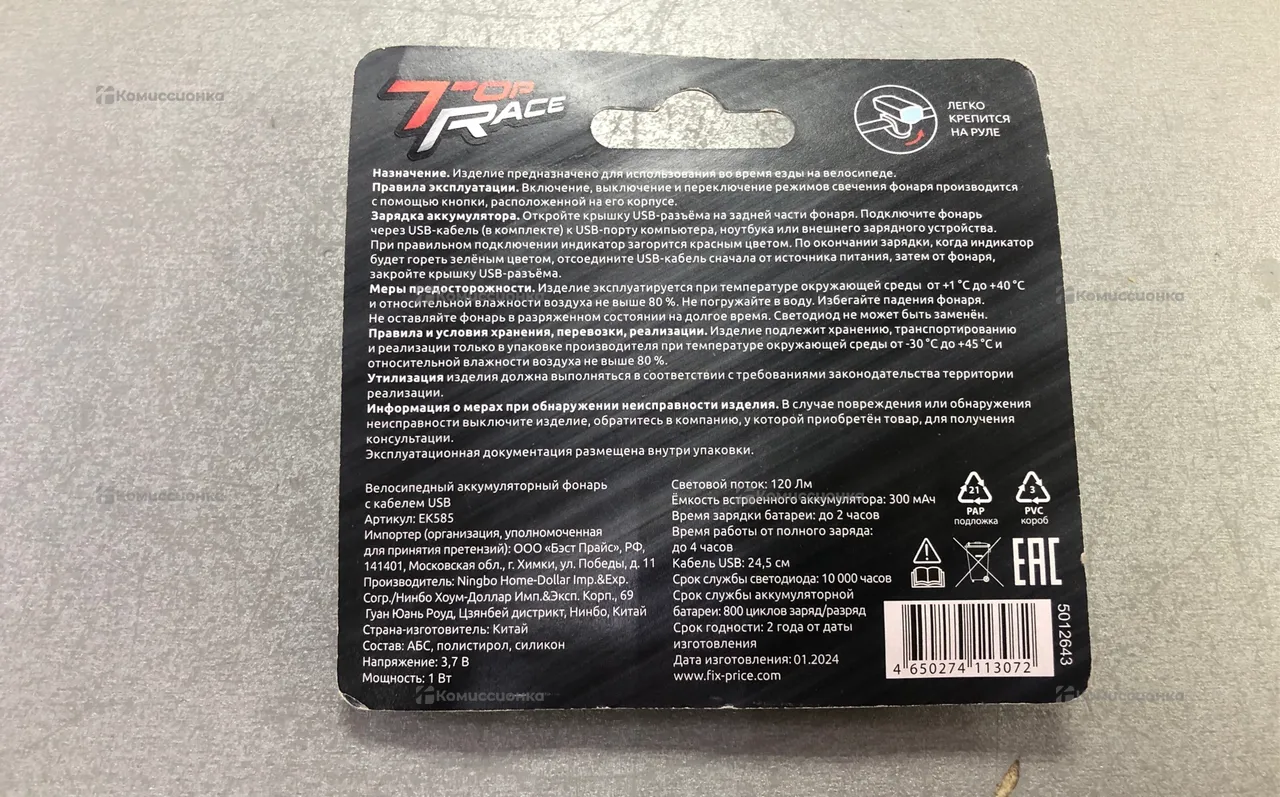 TOP
RACE
ЛЕГКО
КРЕПИТСЯ
НА РУЛЕ
Назначение. Изделие предназначено для использования во время езды на велосипеде.
Правила эксплуатации. Включение, выключение и переключение режимов свечения фонаря производится
с помощью кнопки, расположенной на его корпусе.
Зарядка аккумулятора. Откройте крышку USB-разъёма на задней части фонаря. Подключите фонарь
через USB-кабель (в комплекте) к USB-порту компьютера, ноутбука или внешнего зарядного устройства.
При правильном подключении индикатор загорится красным цветом. По окончании зарядки, когда индикатор
будет гореть зелёным цветом, отсоедините USB-кабель сначала от источника питания, затем от фонаря,
закройте крышку USB-разъёма.
Меры предосторожности. Изделие эксплуатируется при температуре окружающей среды от +1 °C до +40 °C
и относительной влажности воздуха не выше 80 %. Не погружайте в воду. Избегайте падения фонаря.
Не оставляйте фонарь в разряженном состоянии на долгое время. Светодиод не может быть заменён.
Правила и условия хранения, перевозки, реализации. Изделие подлежит хранению, транспортированию
и реализации только в упаковке производителя при температуре окружающей среды от -30 °C до +45 °C и
относительной влажности воздуха не выше 80 %.
Утилизация изделия должна выполняться в соответствии с требованиями законодательства территории
реализации.
Информация о мерах при обнаружении неисправности изделия. В случае повреждения или обнаружения
неисправности выключите изделие, обратитесь в компанию, у которой приобретён товар, для получения
консультации.
Эксплуатационная документация размещена внутри упаковки.
Велосипедный аккумуляторный фонарь
с кабелем USB
Артикул: EK585
Импортер (организация, уполномоченная
для принятия претензий): ООО «Бэст Прайс», РФ,
141401, Московская обл., г. Химки, ул. Победы, д. 11
Производитель: Ningbo Home-Dollar Imp.&Exp.
Corp./Нинбо Хоум-Доллар Имп.&Эксп. Корп., 69
Гуан Юань Роуд, Цзянбей дистрикт, Нинбо, Китай
Страна-изготовитель: Китай
Состав: АБС, полистирол, силикон
Напряжение: 3,7 В
Мощность: 1 Вт
Световой поток: 120 Лм
Ёмкость встроенного аккумулятора: 300 мАч
Время зарядки батареи: до 2 часов
Время работы от полного заряда:
до 4 часов
Кабель USB: 24,5 см
Срок службы светодиода: 10 000 часов
Срок службы аккумуляторной
батареи: 800 циклов заряд/разряд
Срок годности: 2 года от даты
изготовления
Дата изготовления: 01.2024
www.fix-price.com
21
PAP
подложка
3
PVC
короб
EAC
4 650274 113072
5012643
Комиссионка
Комиссионка
Комиссионка
Комиссионка
Комиссионка
Комиссионка
Комиссионка